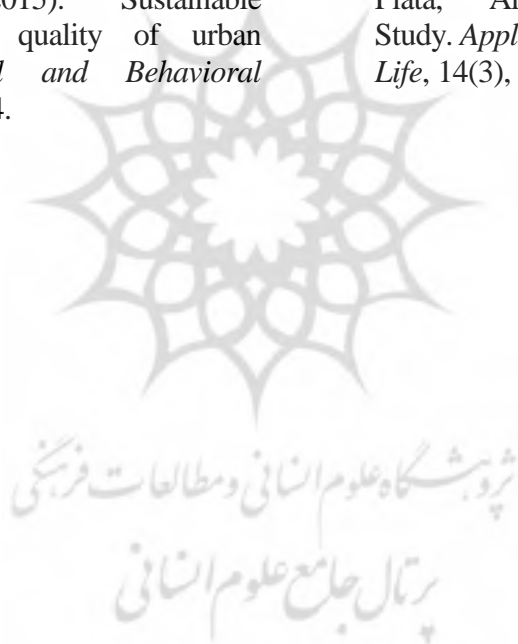 2015). Sustainable
quality of urban
and Behavioral
4.
Plata,
Study. Appl
Life, 14(3),
پژوهشگاه علوم انسانی و مطالعات فرهنگی
پرتال جامع علوم انسانی